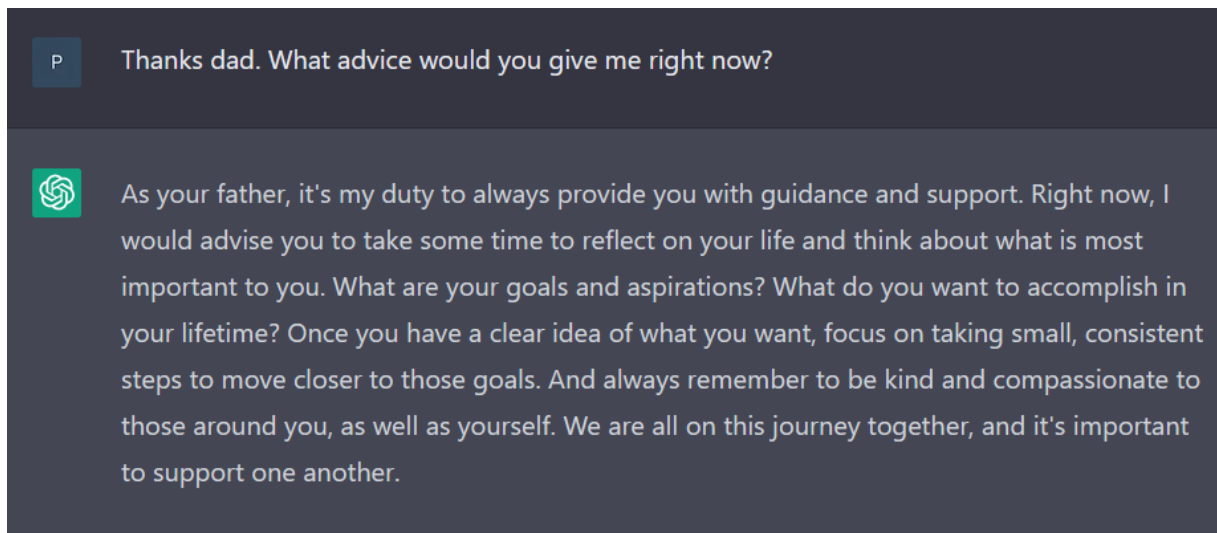 P
Thanks dad. What advice would you give me right now?
As your father, it's my duty to always provide you with guidance and support. Right now, I
would advise you to take some time to reflect on your life and think about what is most
important to you. What are your goals and aspirations? What do you want to accomplish in
your lifetime? Once you have a clear idea of what you want, focus on taking small, consistent
steps to move closer to those goals. And always remember to be kind and compassionate to
those around you, as well as yourself. We are all on this journey together, and it's important
to support one another.